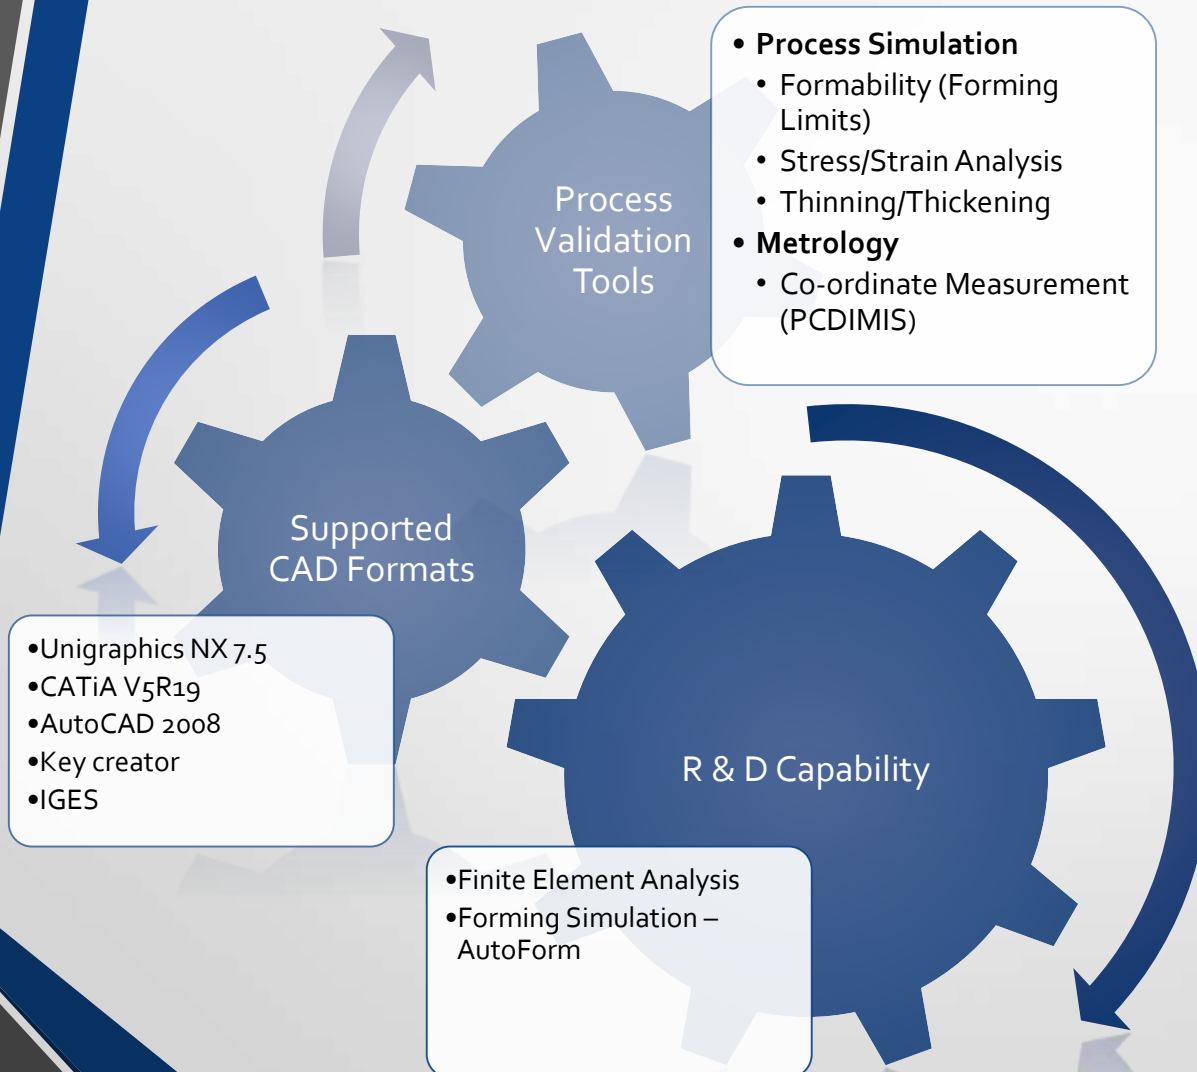 Process
Validation
Tools
• Process Simulation
• Formability (Forming
Limits)
• Stress/Strain Analysis
• Thinning/Thickening
• Metrology
• Co-ordinate Measurement
(PCDIMIS)
Supported
CAD Formats
•Unigraphics NX 7.5
•CATiA V5R19
•AutoCAD 2008
•Key creator
•IGES
R & D Capability
•Finite Element Analysis
•Forming Simulation –
AutoForm